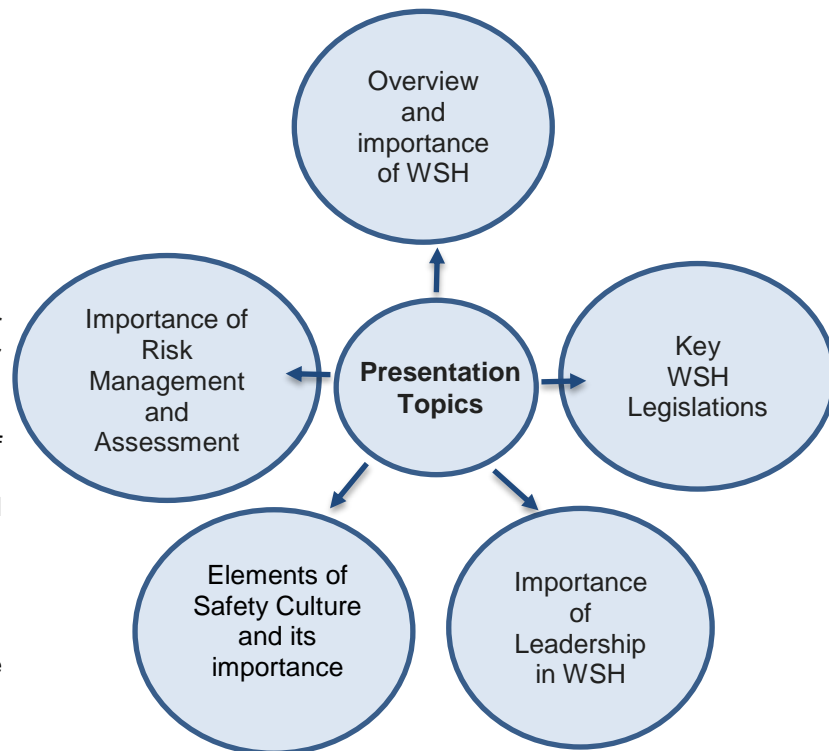 Overview
and
importance
of WSH
Importance of
Risk
Management
and
Assessment
Presentation
Topics
Key
WSH
Legislations
Elements of
Safety Culture
and its
importance
Importance
of
Leadership
in WSH